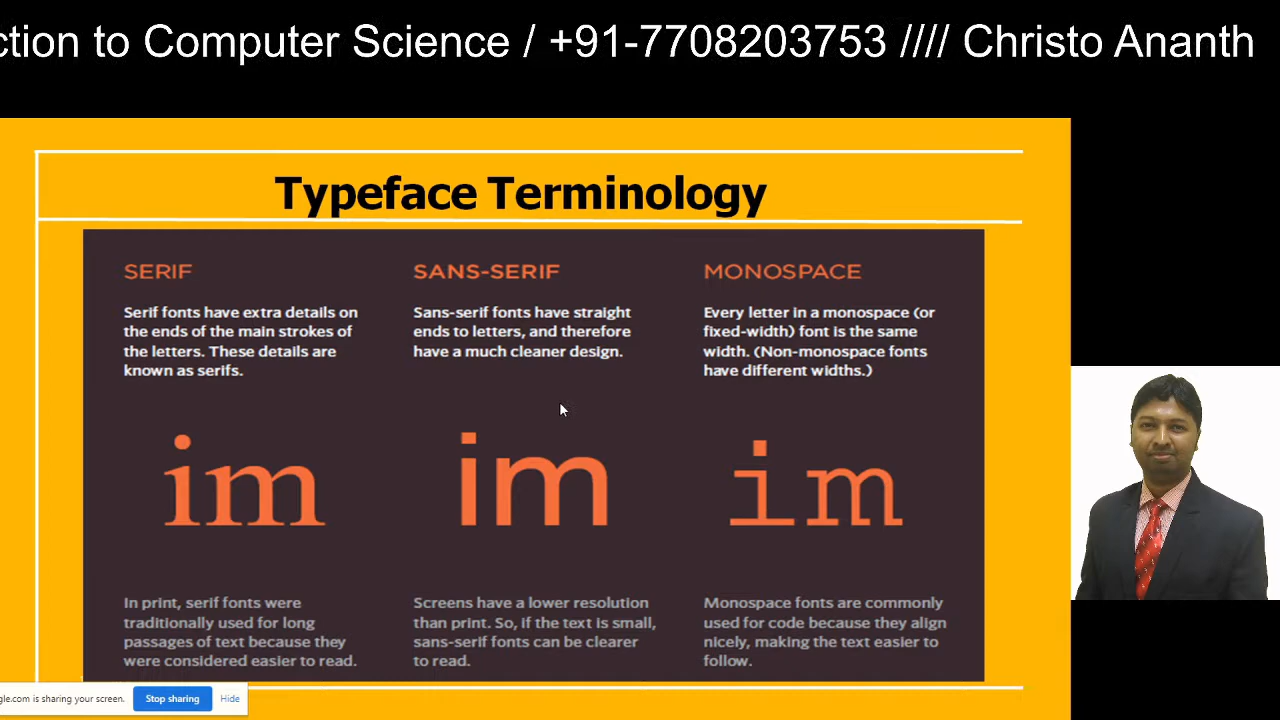 ction to Computer Science / +91-7708203753 //// Christo Ananth
Typeface Terminology
SERIF
Serif fonts have extra details on
the ends of the main strokes of
the letters. These details are
known as serifs.
im
In print, serif fonts were
traditionally used for long
passages of text because they
were considered easier to read.
SANS-SERIF
Sans-serif fonts have straight
ends to letters, and therefore
have a much cleaner design.
im
Screens have a lower resolution
than print. So, if the text is small,
sans-serif fonts can be clearer
to read.
MONOSPACE
Every letter in a monospace (or
fixed-width) font is the same
width. (Non-monospace fonts
have different widths.)
im
Monospace fonts are commonly
used for code because they align
nicely, making the text easier to
follow.
gle.com is sharing your screen. Stop sharing Hide